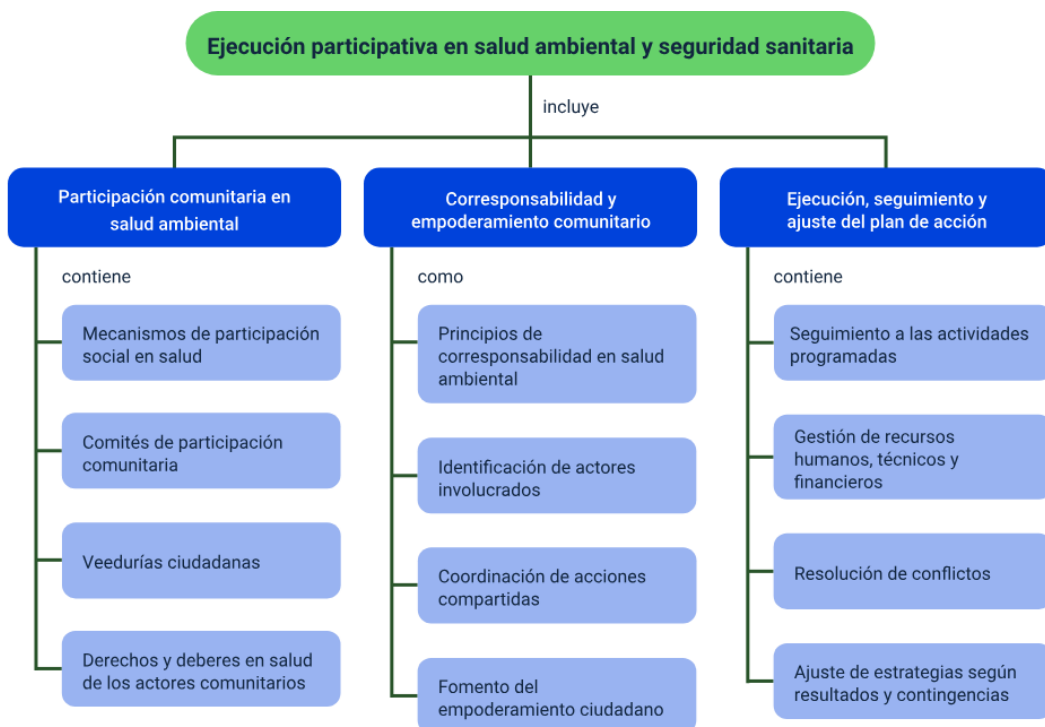 Ejecución participativa en salud ambiental y seguridad sanitaria
incluye
Participación comunitaria en
salud ambiental
contiene
Mecanismos de participación
social en salud
Comités de participación
comunitaria
Veedurías ciudadanas
Derechos y deberes en salud
de los actores comunitarios
Corresponsabilidad y
empoderamiento comunitario
como
Principios de
corresponsabilidad en salud
ambiental
Identificación de actores
involucrados
Coordinación de acciones
compartidas
Fomento del
empoderamiento ciudadano
Ejecución, seguimiento y
ajuste del plan de acción
contiene
Seguimiento a las actividades
programadas
Gestión de recursos
humanos, técnicos y
financieros
Resolución de conflictos
Ajuste de estrategias según
resultados y contingencias